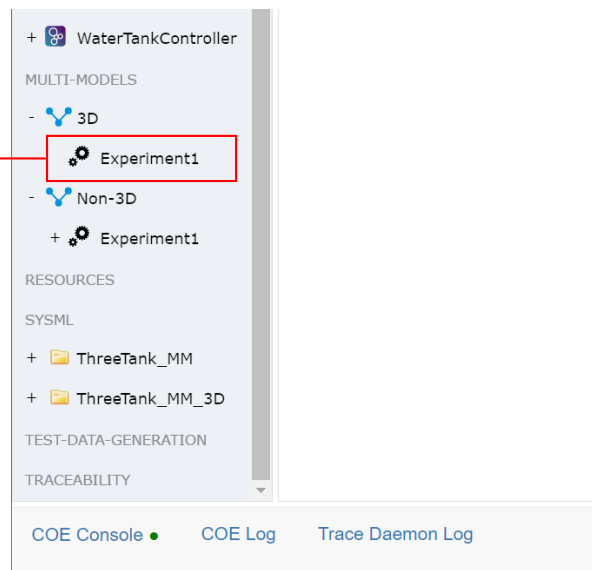 + WaterTankController
MULTI-MODELS
- 3D
Experiment1
- Non-3D
+ Experiment1
RESOURCES
SYSML
+ ThreeTank_MM
+ ThreeTank_MM_3D
TEST-DATA-GENERATION
TRACEABILITY
COE Console COE Log Trace Daemon Log